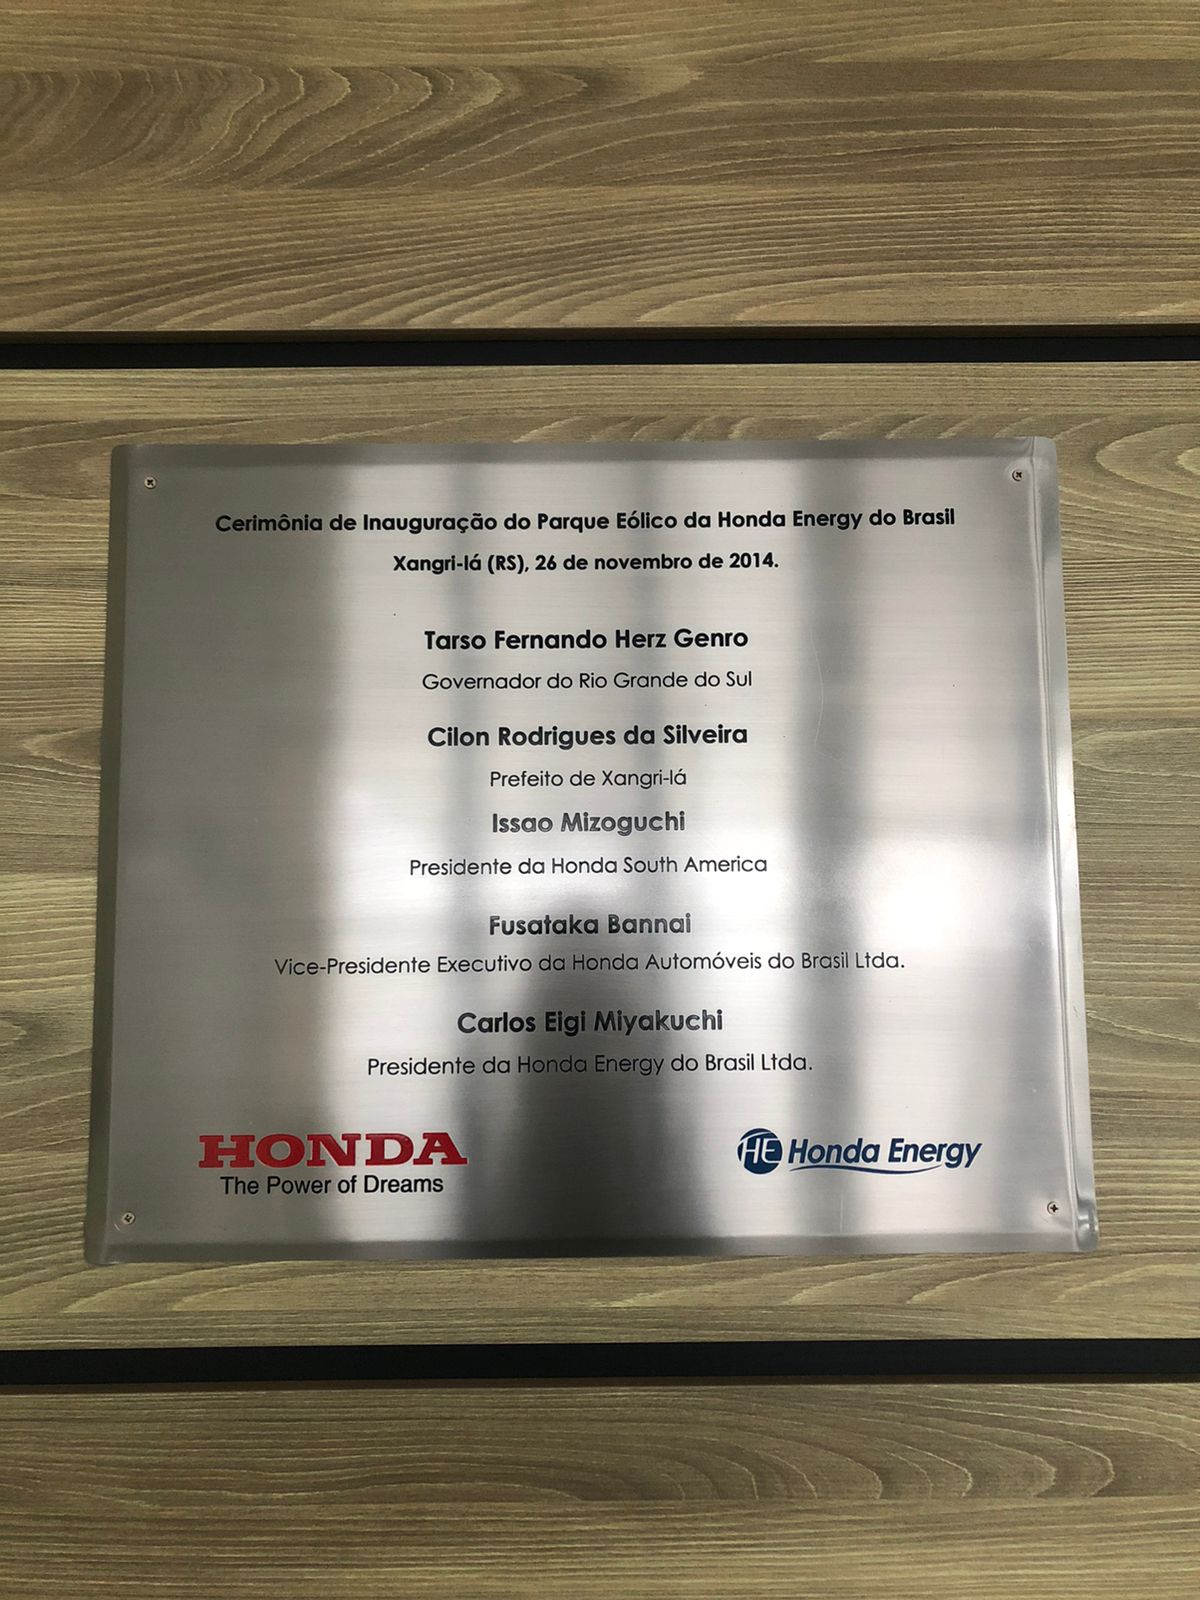 Cerimônia de Inauguração do Parque Eólico da Honda Energy do Brasil
Xangri-lá (RS), 26 de novembro de 2014.
Tarso Fernando Herz Genro
Governador do Rio Grande do Sul
Cilon Rodrigues da Silveira
Prefeito de Xangri-lá
Issao Mizoguchi
Presidente da Honda South America
Fusataka Bannai
Vice-Presidente Executivo da Honda Automóveis do Brasil Ltda.
Carlos Eigi Miyakuchi
Presidente da Honda Energy do Brasil Ltda.
HONDA
The Power of Dreams
HE Honda Energy